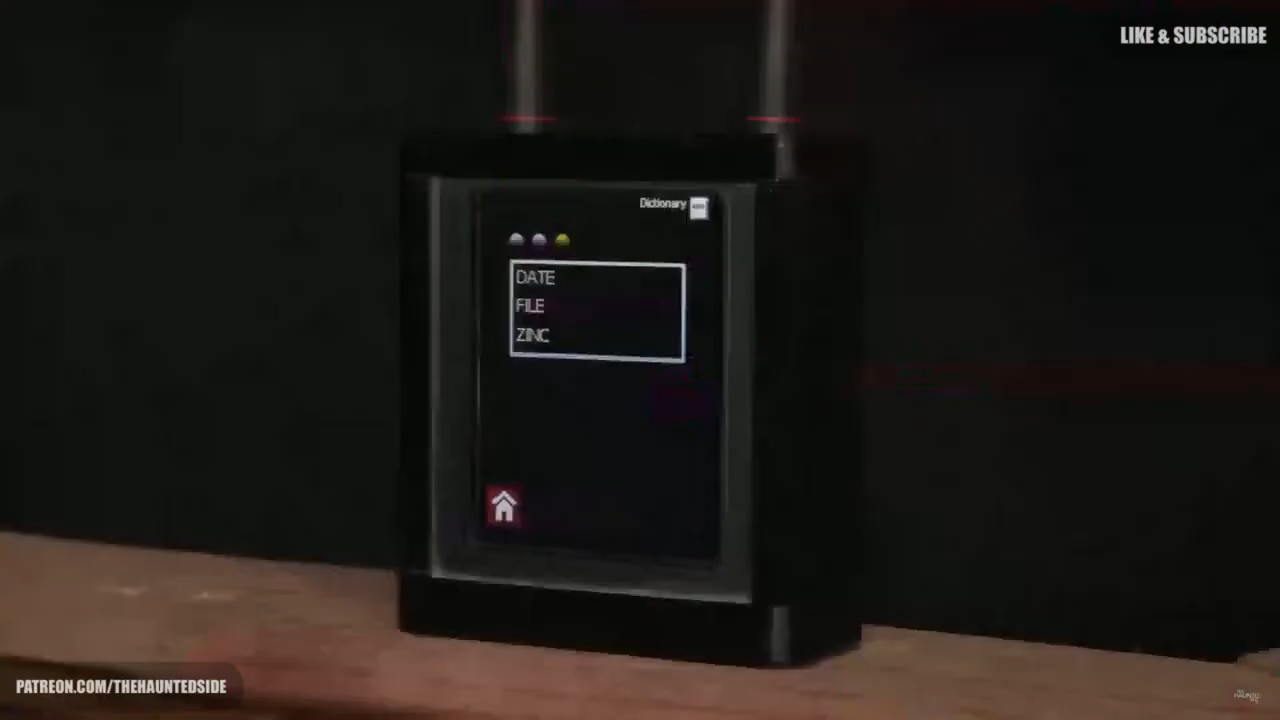 LIKE & SUBSCRIBE
Dictionary
DATE
FILE
ZINC
PATREON.COM/THEHAUNTEDSIDE